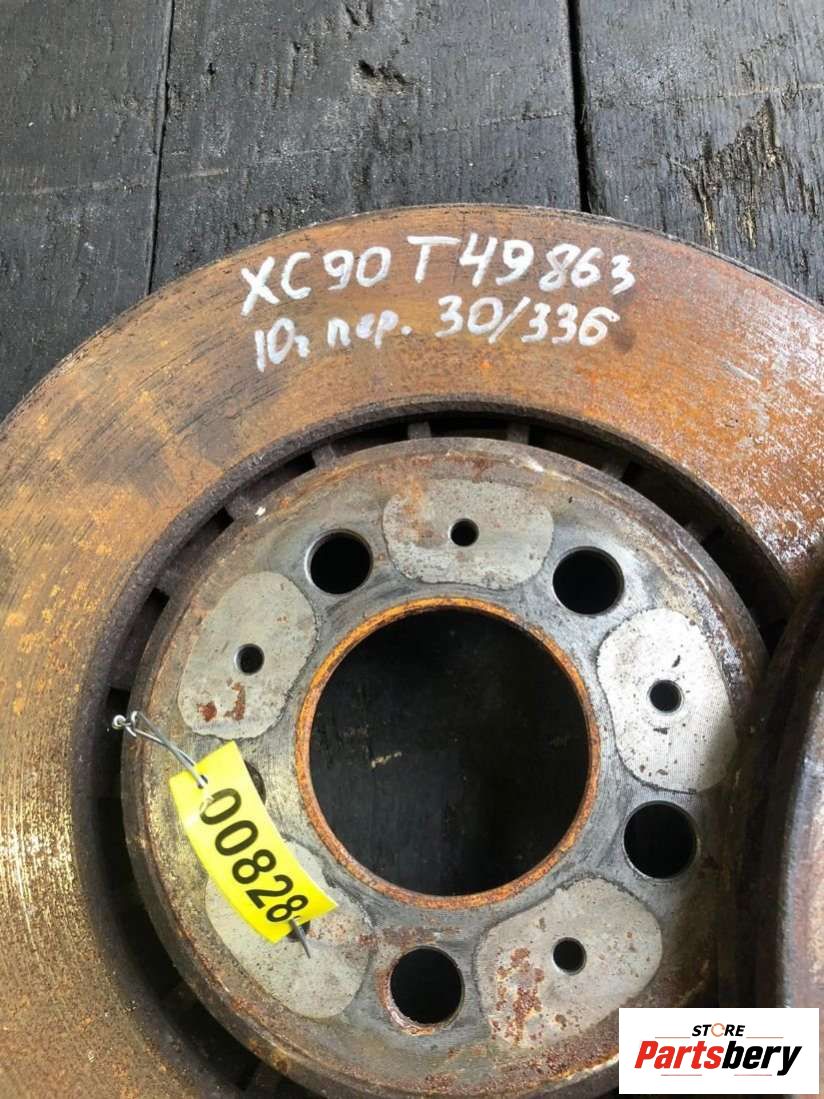 XC90 T49863
10г пер. 30/336
00828
STORE
Partsbery